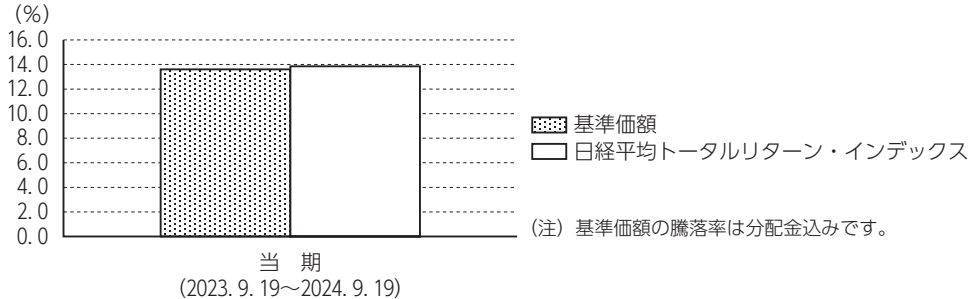 (%)
16.0
14.0
12.0
10.0
8.0
6.0
4.0
2.0
0.0
当 期
(2023.9.19～2024.9.19)
基準価額
日経平均トータルリターン・インデックス
(注) 基準価額の騰落率は分配金込みです。